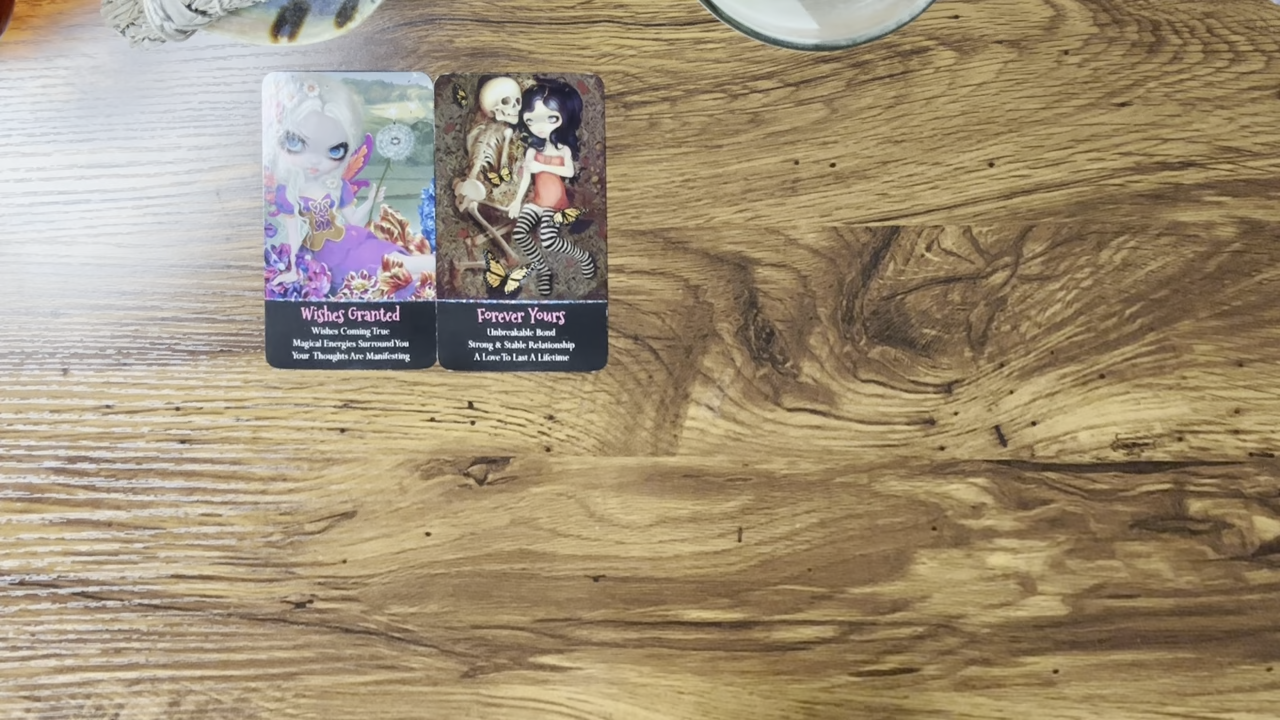 Wishes Granted
Wishes Coming True
Magical Energies Surround You
Your Thoughts Are Manifesting
Forever Yours
Unbreakable Bond
Strong & Stable Relationship
A Love To Last A Lifetime